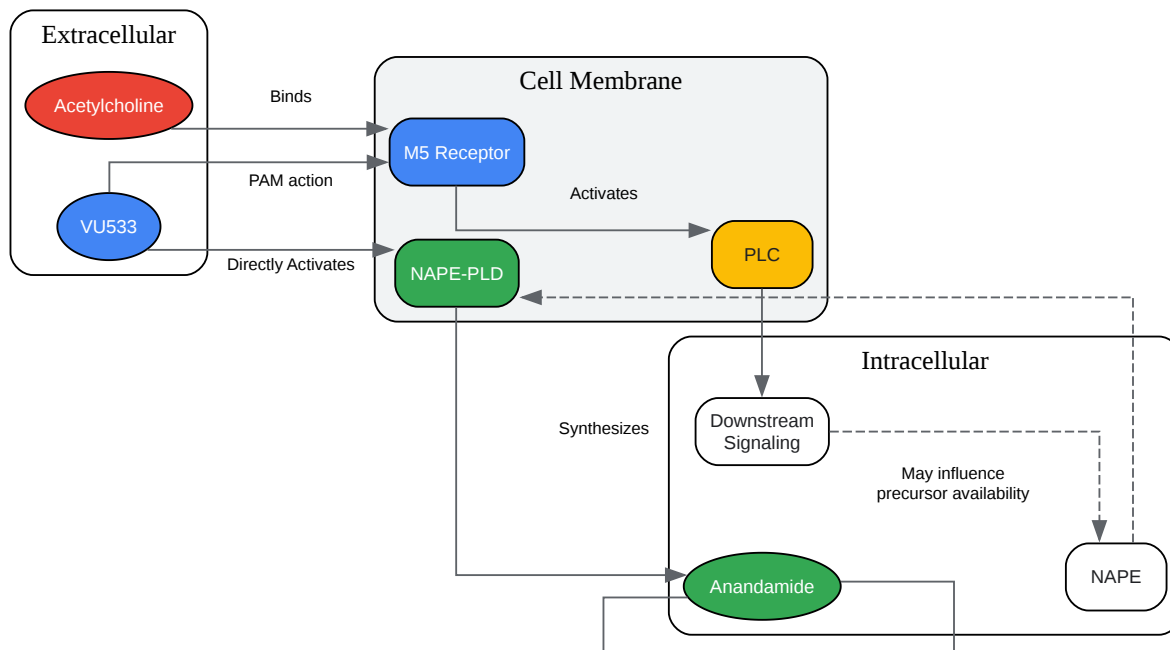 Extracellular
Acetylcholine
Binds
Cell Membrane
M5 Receptor
PAM action
VU533
Directly Activates
Activates
NAPE-PLD
PLC
Intracellular
Synthesizes
Downstream
Signaling
May influence
precursor availability
Anandamide
NAPE